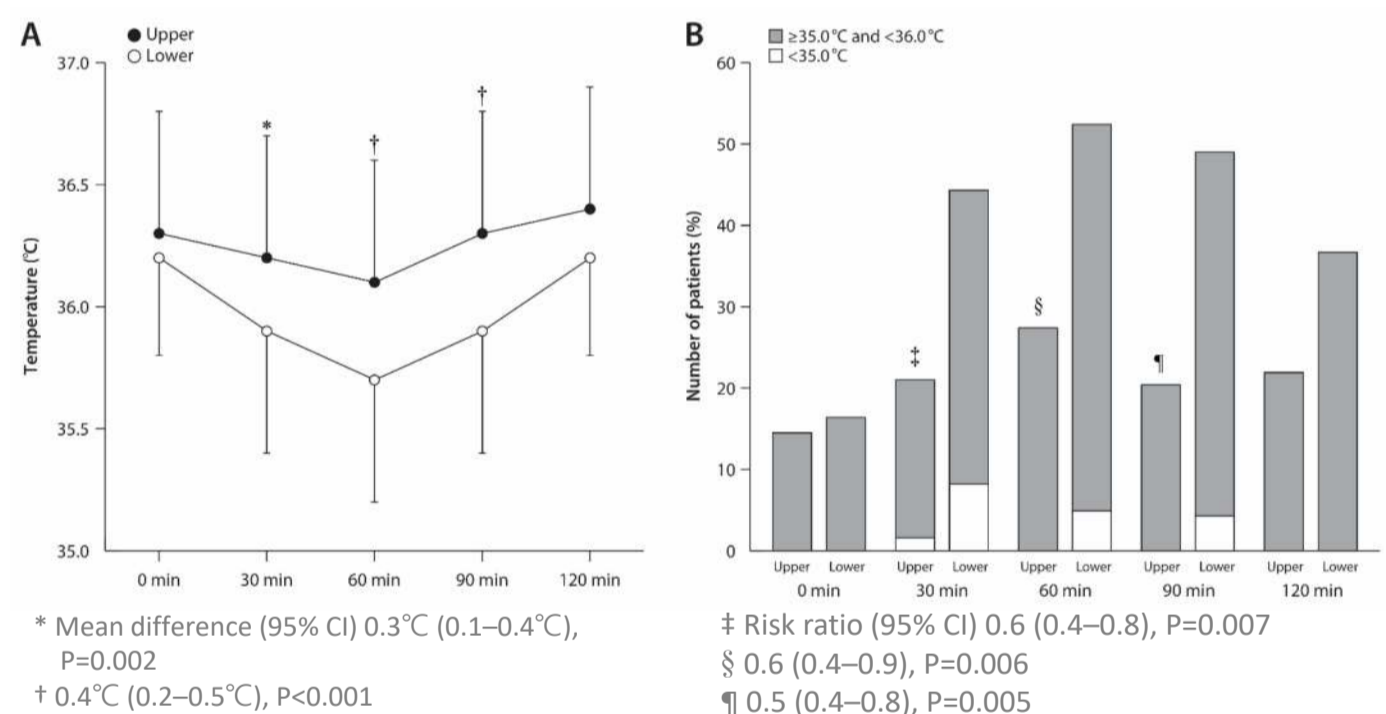 A
● Upper
○ Lower
37.0
36.5
36.0
35.5
35.0
Temperature (℃)
*
†
†
0 min 30 min 60 min 90 min 120 min
* Mean difference (95% CI) 0.3℃ (0.1–0.4℃),
P=0.002
† 0.4℃ (0.2–0.5℃), P<0.001
B
≥35.0℃ and <36.0℃
<35.0℃
60
50
40
30
20
10
0
Number of patients (%)
‡
§
¶
Upper Lower Upper Lower Upper Lower Upper Lower Upper Lower
0 min 30 min 60 min 90 min 120 min
‡ Risk ratio (95% CI) 0.6 (0.4–0.8), P=0.007
§ 0.6 (0.4–0.9), P=0.006
¶ 0.5 (0.4–0.8), P=0.005